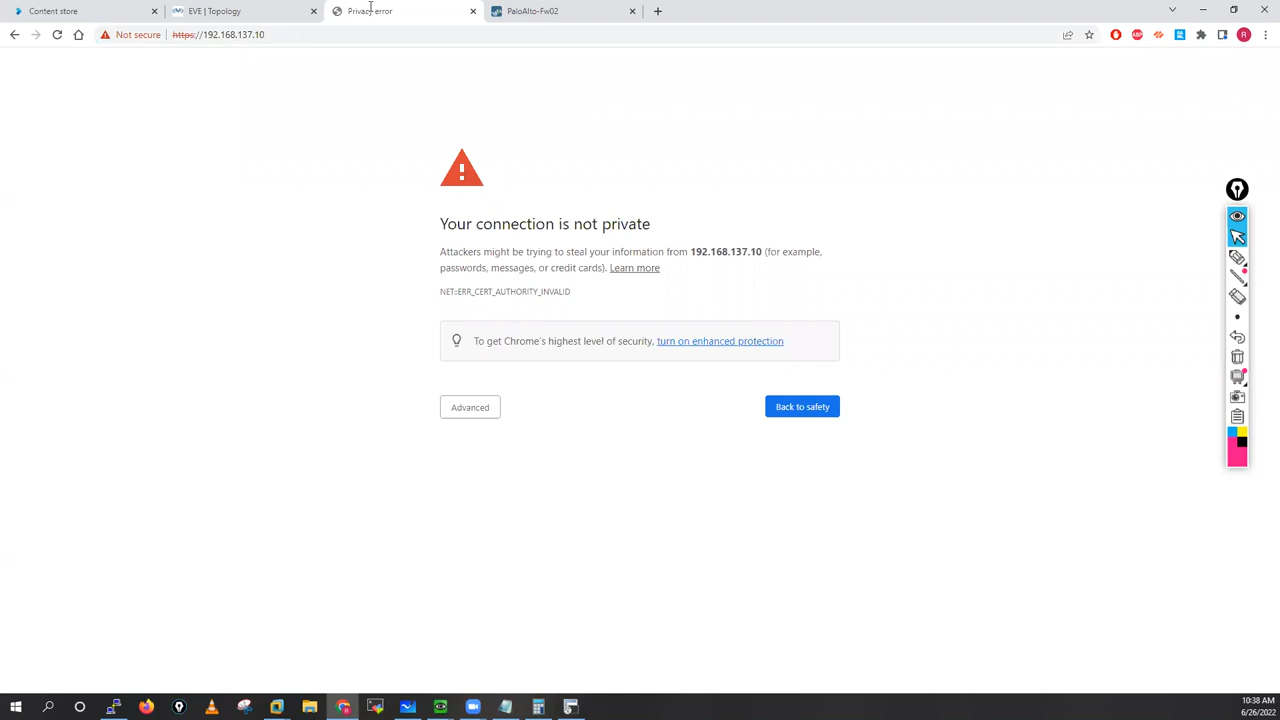 Content store
EVE | Topology
Privacy error
PaloAlto-Fw02
Not secure
https://192.168.137.10
R
Your connection is not private
Attackers might be trying to steal your information from 192.168.137.10 (for example,
passwords, messages, or credit cards). Learn more
NET::ERR_CERT_AUTHORITY_INVALID
To get Chrome's highest level of security, turn on enhanced protection
Advanced
Back to safety
10:38 AM
6/26/2022